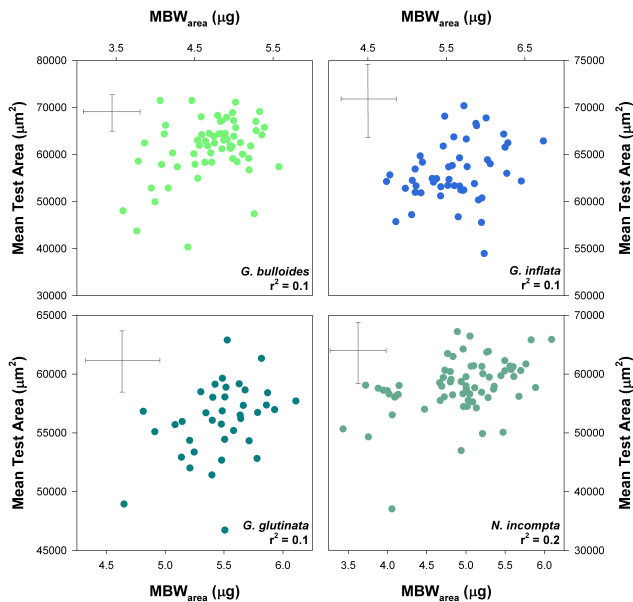 MBWarea (µg) MBWarea (µg)
3.5 4.5 5.5 4.5 5.5 6.5
80000 75000
70000 70000
65000
60000 60000
50000 55000
40000
G. bulloides G. inflata
r² = 0.1 r² = 0.1
30000 50000
Mean Test Area (µm²) Mean Test Area (µm²)
65000 70000
60000 60000
55000 50000
50000 40000
G. glutinata N. incompta
r² = 0.1 r² = 0.2
45000 30000
Mean Test Area (µm²) Mean Test Area (µm²)
4.5 5.0 5.5 6.0 3.5 4.0 4.5 5.0 5.5 6.0
MBWarea (µg) MBWarea (µg)